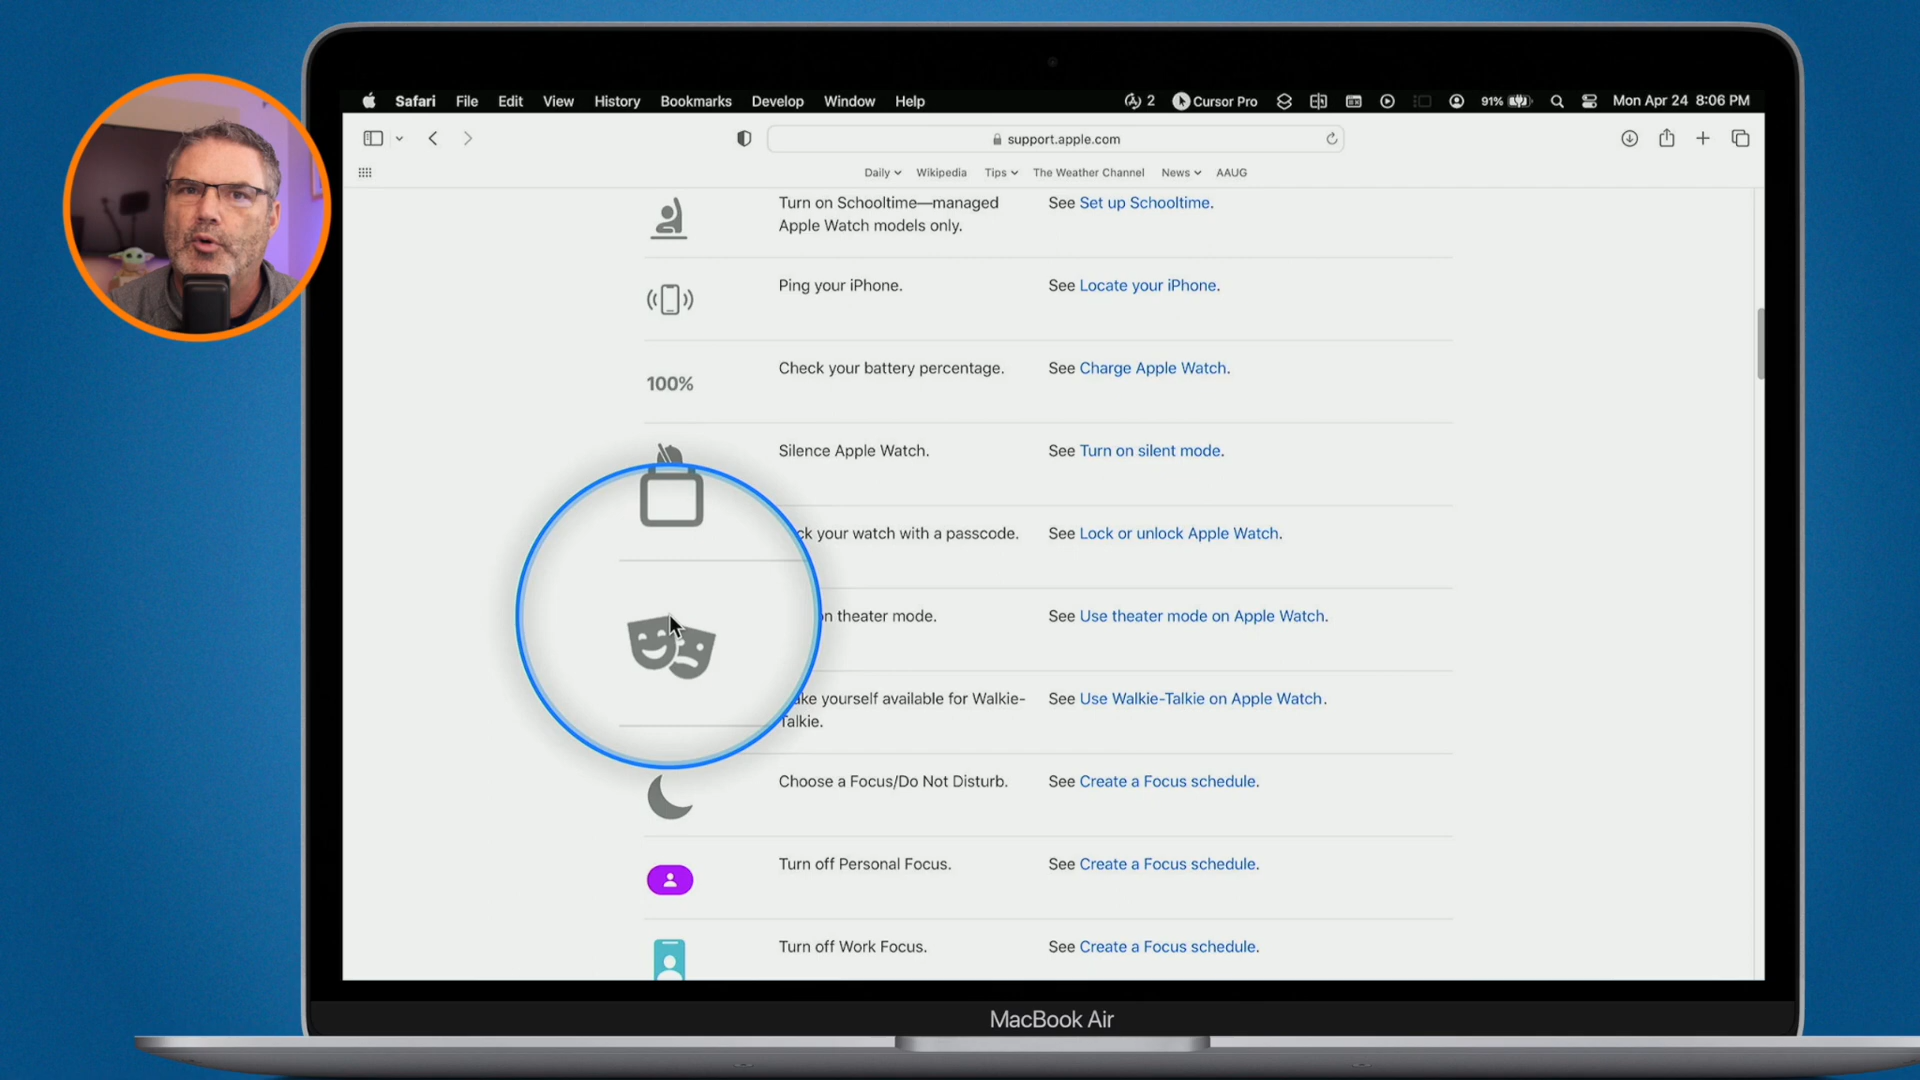 Safari File Edit View History Bookmarks Develop Window Help 2 Cursor Pro 91% Mon Apr 24 8:06 PM
support.apple.com
Daily Wikipedia Tips The Weather Channel News AAUG
Turn on Schooltime—managed See Set up Schooltime.
Apple Watch models only.
Ping your iPhone. See Locate your iPhone.
Check your battery percentage. See Charge Apple Watch.
100%
Silence Apple Watch. See Turn on silent mode.
ck your watch with a passcode. See Lock or unlock Apple Watch.
n theater mode. See Use theater mode on Apple Watch.
ake yourself available for Walkie- See Use Walkie-Talkie on Apple Watch.
Talkie.
Choose a Focus/Do Not Disturb. See Create a Focus schedule.
Turn off Personal Focus. See Create a Focus schedule.
Turn off Work Focus. See Create a Focus schedule.
MacBook Air